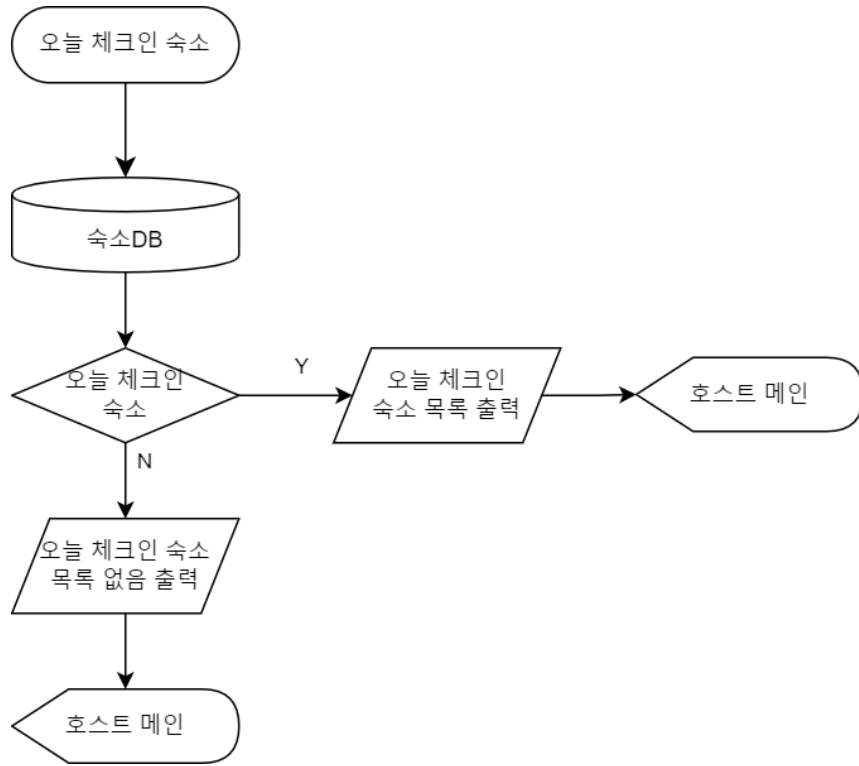 오늘 체크인 숙소
숙소DB
오늘 체크인
숙소
Y
오늘 체크인
숙소 목록 출력
호스트 메인
N
오늘 체크인 숙소
목록 없음 출력
호스트 메인